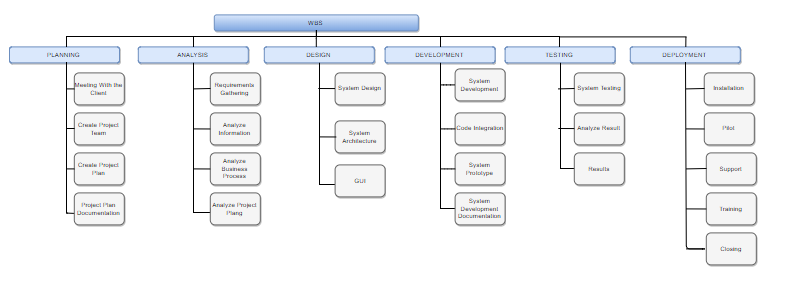 WBS
PLANNING
ANALYSIS
DESIGN
DEVELOPMENT
TESTING
DEPLOYMENT
Meeting With the
Client
Create Project
Team
Create Project
Plan
Project Plan
Documentation
Requirements
Gathering
Analyze
Information
Analyze
Business
Process
Analyze Project
Plang
System Design
System
Architecture
GUI
System
Development
Code Integration
System
Prototype
System
Development
Documentation
System Testing
Analyze Result
Results
Installation
Pilot
Support
Training
Closing